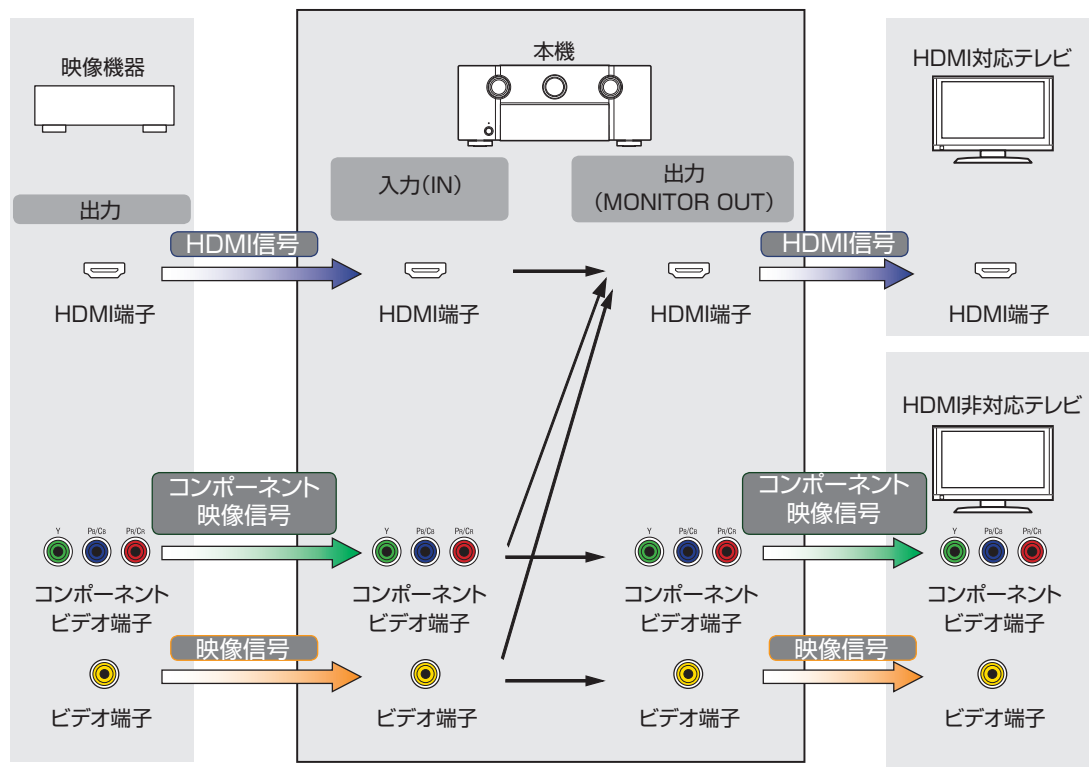 映像機器
本機
HDMI対応テレビ
入力(IN)
出力
(MONITOR OUT)
出力
HDMI信号
HDMI信号
HDMI端子
HDMI端子
HDMI端子
HDMI端子
HDMI非対応テレビ
コンポーネント
映像信号
コンポーネント
映像信号
Y PB/CB PR/CR
Y PB/CB PR/CR
Y PB/CB PR/CR
Y PB/CB PR/CR
コンポーネント
ビデオ端子
コンポーネント
ビデオ端子
コンポーネント
ビデオ端子
コンポーネント
ビデオ端子
映像信号
映像信号
ビデオ端子
ビデオ端子
ビデオ端子
ビデオ端子